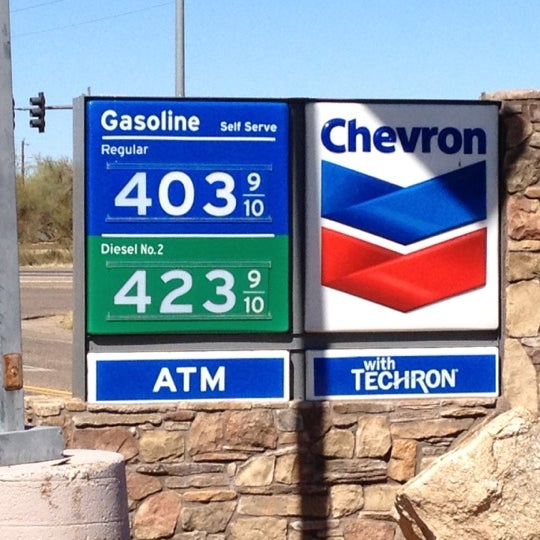 Gasoline Self Serve
Regular
403 9/10
Diesel No.2
423 9/10
ATM
Chevron
with
TECHRON